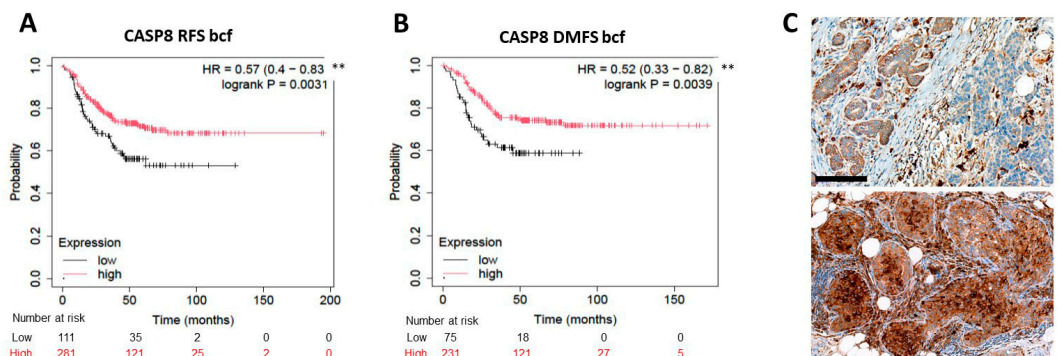 A
CASP8 RFS bcf
HR = 0.57 (0.4 − 0.83 **
logrank P = 0.0031
Probability
1.0
0.8
0.6
0.4
0.2
0.0
Expression
low
high
0 50 100 150 200
Time (months)
Number at risk
Low 111 35 2 0 0
High 281 121 25 2 0
B
CASP8 DMFS bcf
HR = 0.52 (0.33 − 0.82) **
logrank P = 0.0039
Probability
1.0
0.8
0.6
0.4
0.2
0.0
Expression
low
high
0 50 100 150
Time (months)
Number at risk
Low 75 18 0 0
High 231 121 27 5
C